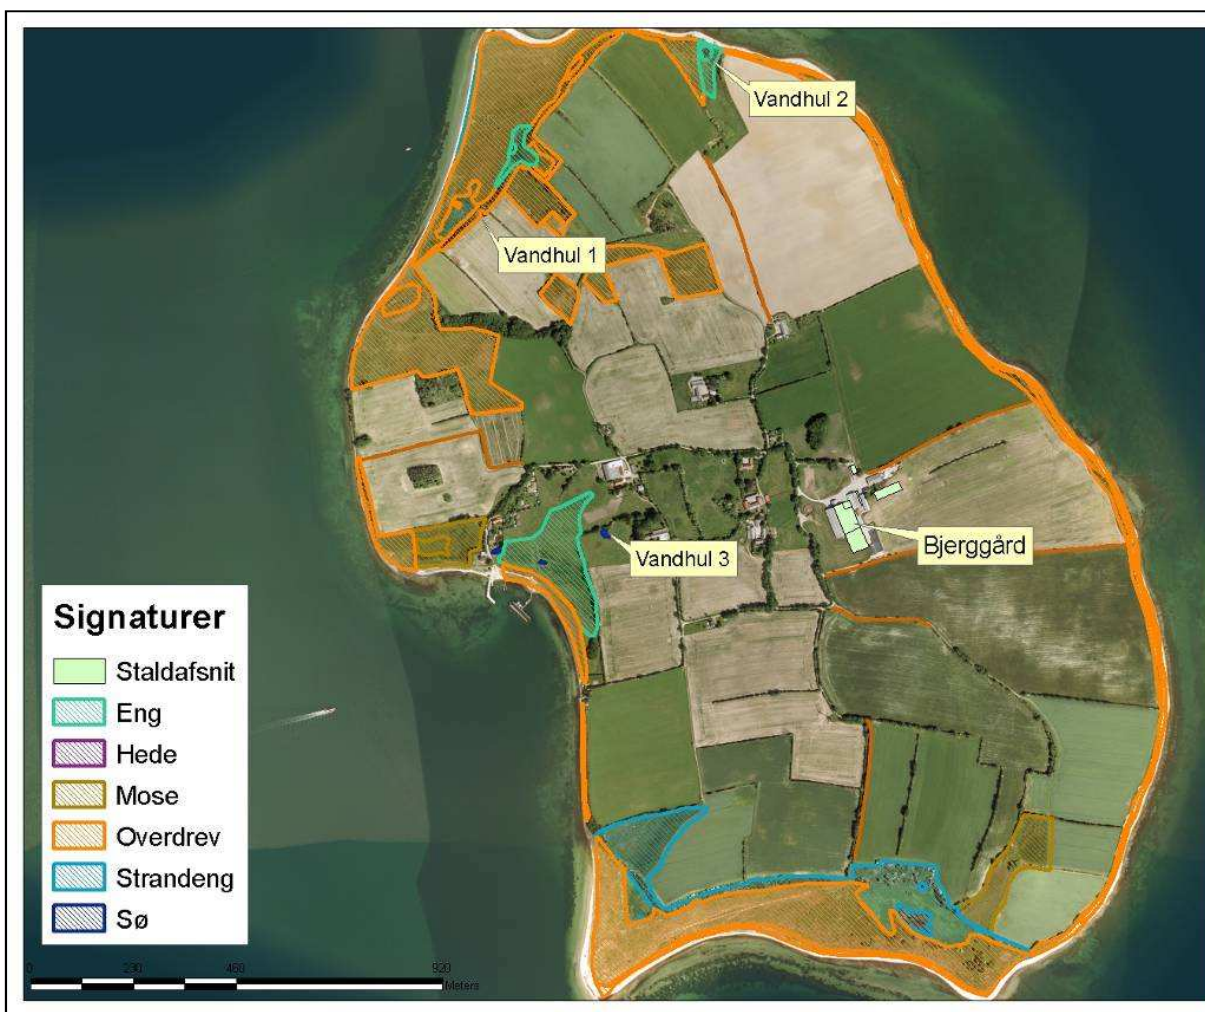 Vandhul 2
Vandhul 1
Vandhul 3
Bjerggård
Signaturer
Staldafsnit
Eng
Hede
Mose
Overdrev
Strandeng
Sø
0 230 460 920
Meters